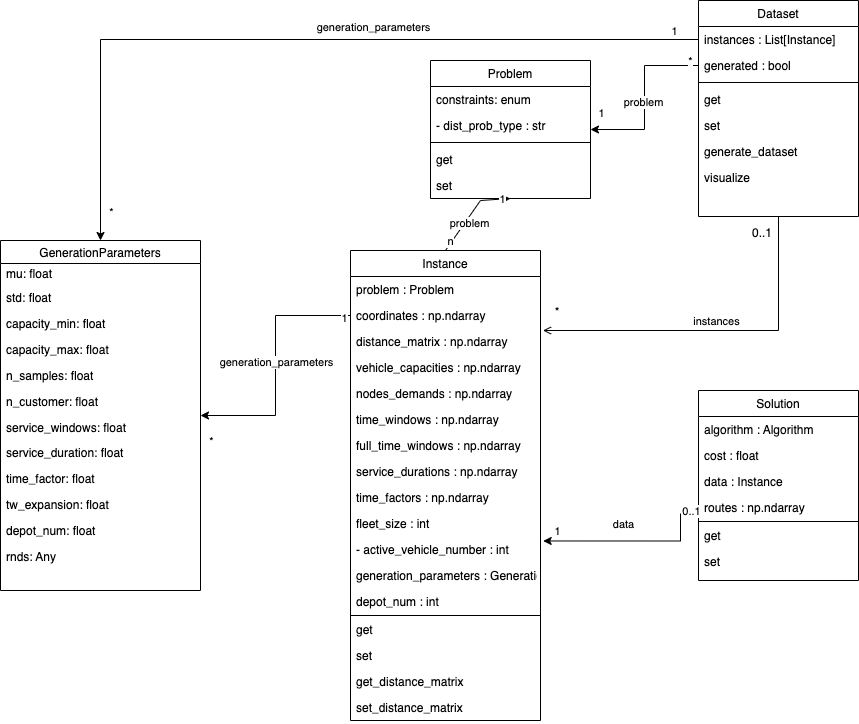 Dataset
instances : List[Instance]
generated : bool
get
set
generate_dataset
visualize
generation_parameters
1
*
Problem
constraints: enum
- dist_prob_type : str
get
set
*
problem
1
1
problem
n
GenerationParameters
mu: float
std: float
capacity_min: float
capacity_max: float
n_samples: float
n_customer: float
service_windows: float
service_duration: float
time_factor: float
tw_expansion: float
depot_num: float
rnds: Any
1
generation_parameters
*
Instance
problem : Problem
coordinates : np.ndarray
distance_matrix : np.ndarray
vehicle_capacities : np.ndarray
nodes_demands : np.ndarray
time_windows : np.ndarray
full_time_windows : np.ndarray
service_durations : np.ndarray
time_factors : np.ndarray
fleet_size : int
- active_vehicle_number : int
generation_parameters : Generati
depot_num : int
get
set
get_distance_matrix
set_distance_matrix
0..1
*
instances
Solution
algorithm : Algorithm
cost : float
data : Instance
routes : np.ndarray
get
set
0..1
data
1